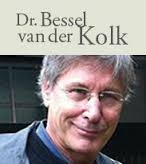 Dr. Bessel
van der Kolk